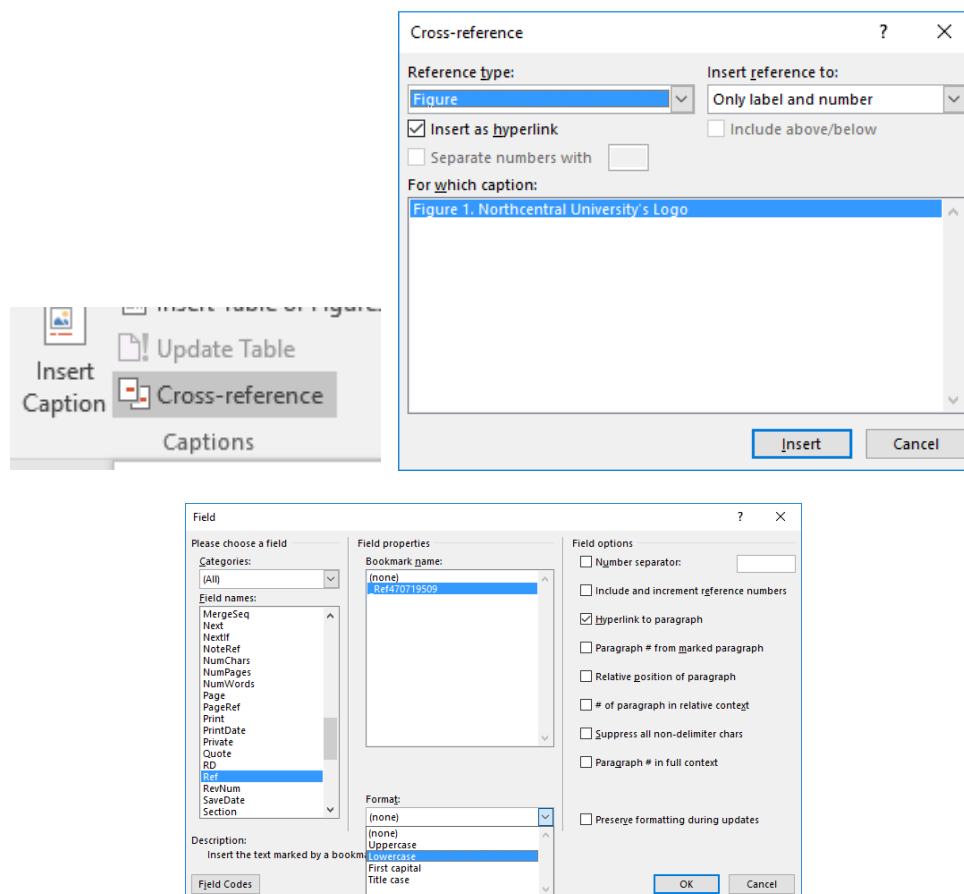 Cross-reference
?
Reference type:
Insert reference to:
Figure
Only label and number
Insert as hyperlink
Include above/below
Separate numbers with
For which caption:
Figure 1. Northcentral University's Logo
Insert
Cancel
Insert Table of Figures
Update Table
Insert
Caption
Cross-reference
Captions
Field
?
Please choose a field
Categories:
(All)
Field names:
MergeSeq
Next
NextIf
NoteRef
NumChars
NumPages
NumWords
Page
PageRef
Print
PrintDate
Private
Quote
RD
Ref
RevNum
SaveDate
Section
Description:
Insert the text marked by a bookm
Field Codes
Field properties
Bookmark name:
(none)
_Ref470719509
Format:
(none)
(none)
Uppercase
Lowercase
First capital
Title case
Field options
Number separator:
Include and increment reference numbers
Hyperlink to paragraph
Paragraph # from marked paragraph
Relative position of paragraph
# of paragraph in relative context
Suppress all non-delimiter chars
Paragraph # in full context
Preserve formatting during updates
OK
Cancel